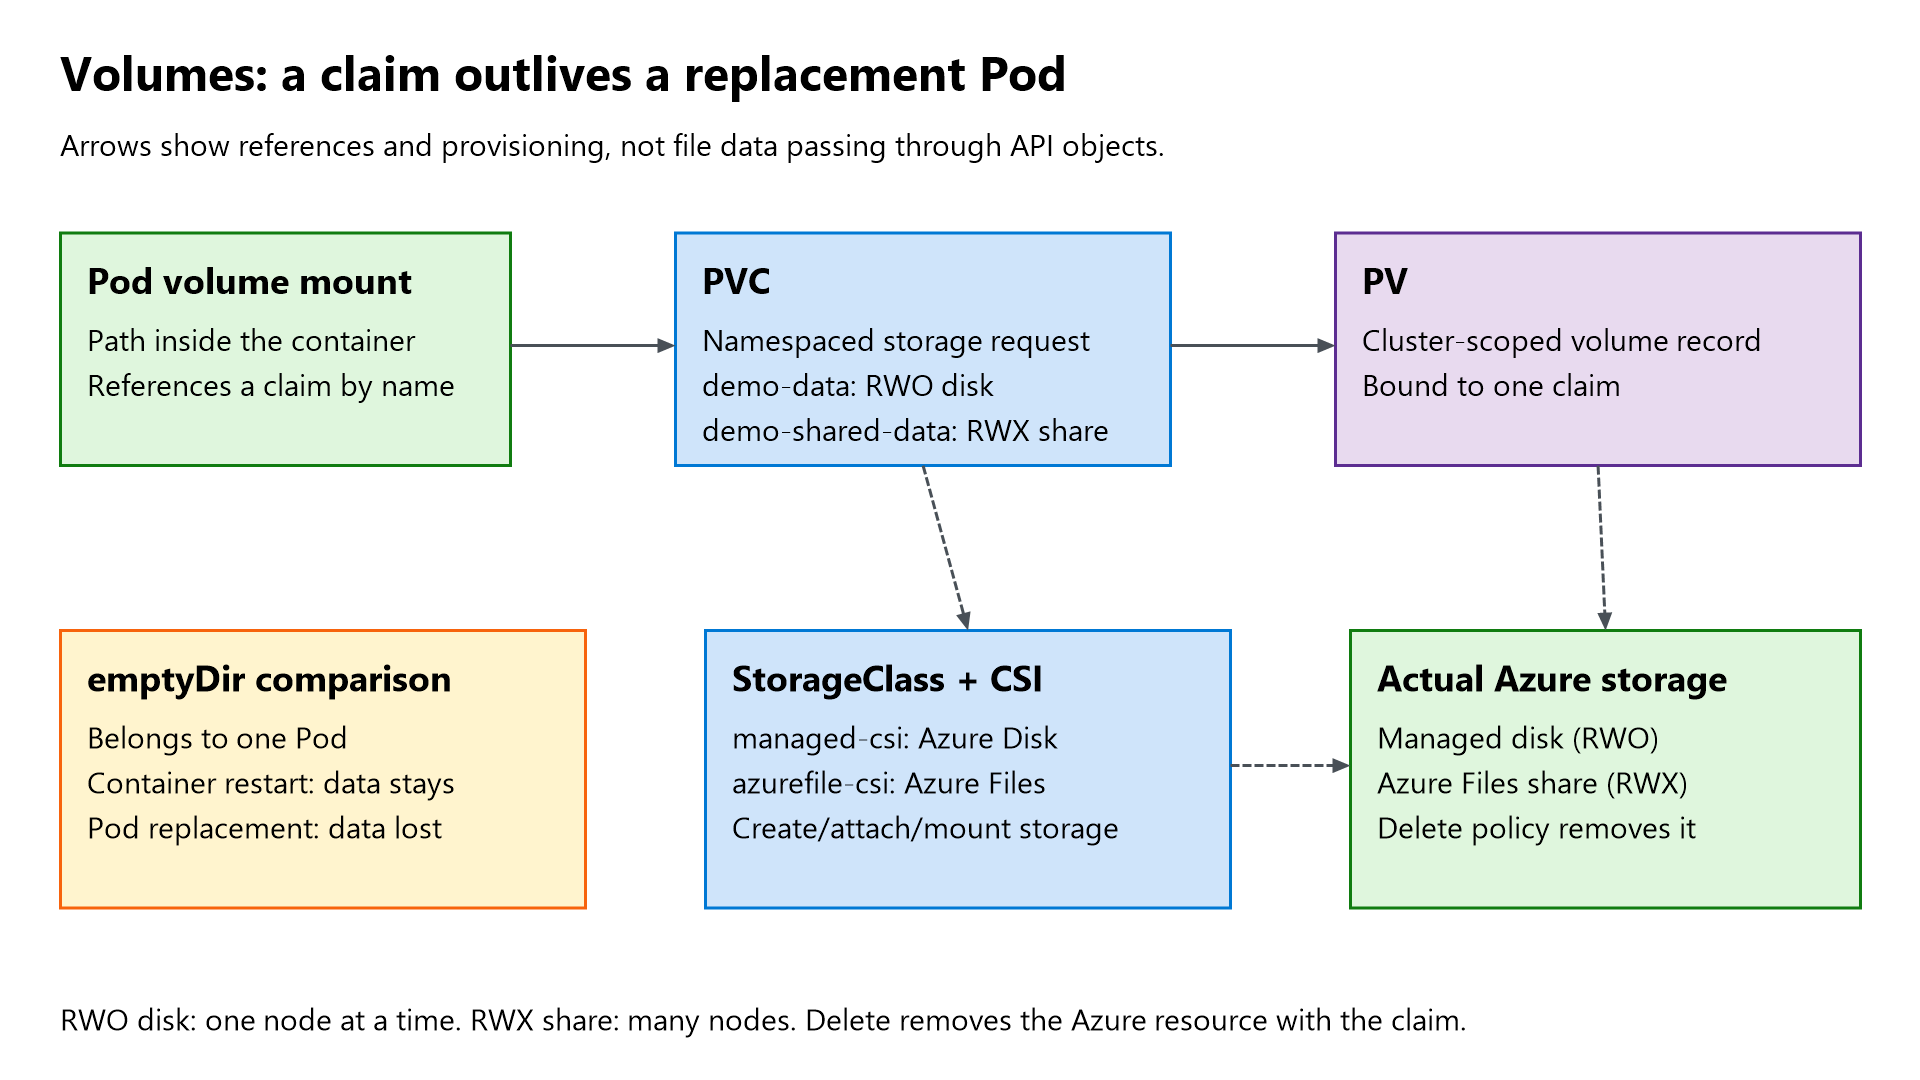 Volumes: a claim outlives a replacement Pod
Arrows show references and provisioning, not file data passing through API objects.
Pod volume mount
Path inside the container
References a claim by name
PVC
Namespaced storage request
demo-data: RWO disk
demo-shared-data: RWX share
PV
Cluster-scoped volume record
Bound to one claim
emptyDir comparison
Belongs to one Pod
Container restart: data stays
Pod replacement: data lost
StorageClass + CSI
managed-csi: Azure Disk
azurefile-csi: Azure Files
Create/attach/mount storage
Actual Azure storage
Managed disk (RWO)
Azure Files share (RWX)
Delete policy removes it
RWO disk: one node at a time. RWX share: many nodes. Delete removes the Azure resource with the claim.